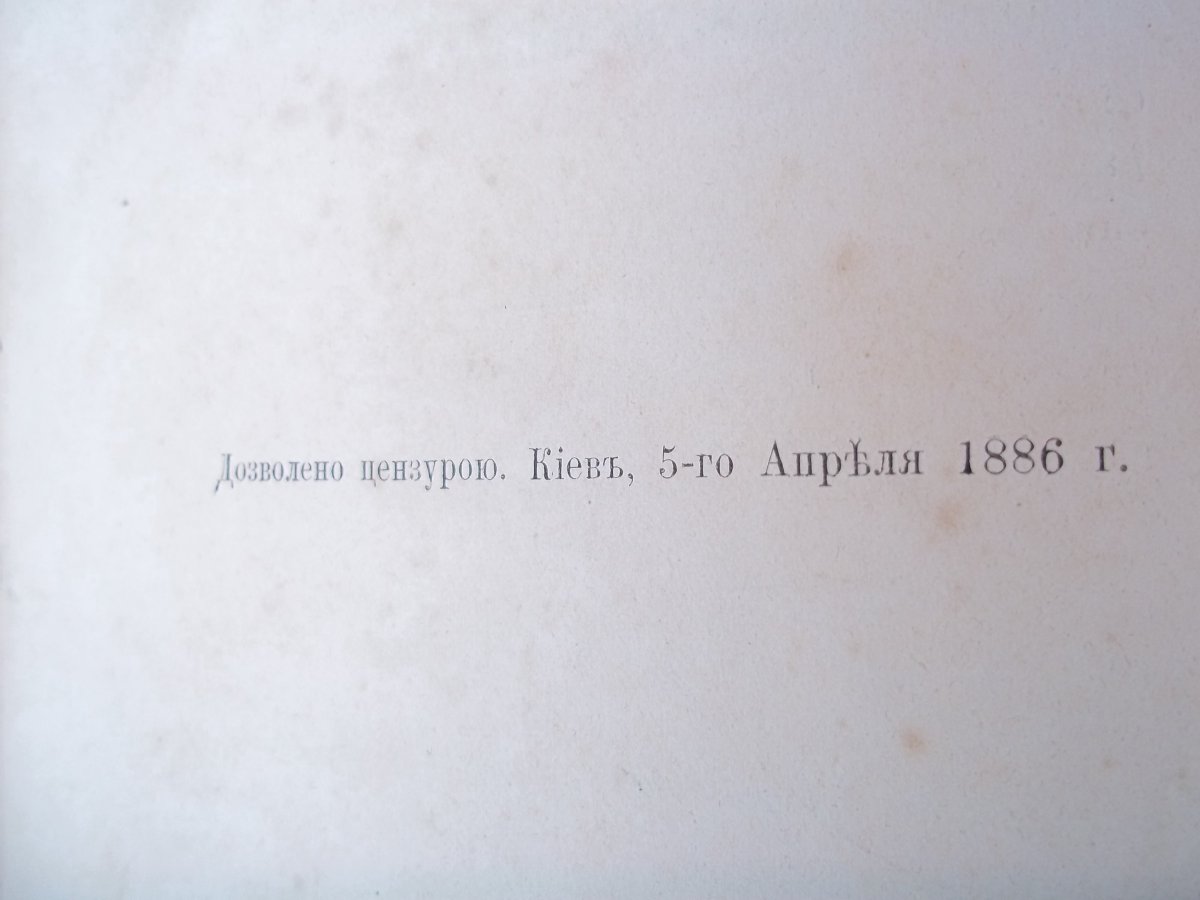 Дозволено цензурою. Кіевъ, 5-го Апрѣля 1886 г.